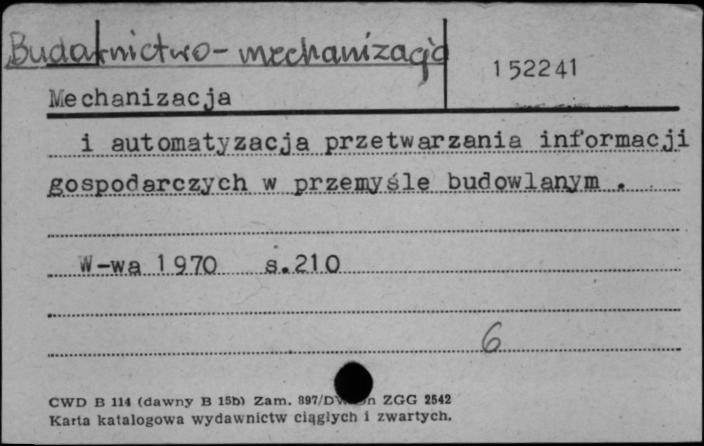 Budownictwo - mechanizacja
152241
Mechanizacja
i automatyzacja przetwarzania informacji
gospodarczych w przemyśle budowlanym .
W-wa 1970 s.210
6
CWD B 114 (dawny B 15b) Zam. 897/ ZGG 2542
Karta katalogowa wydawnictw ciągłych i zwartych.